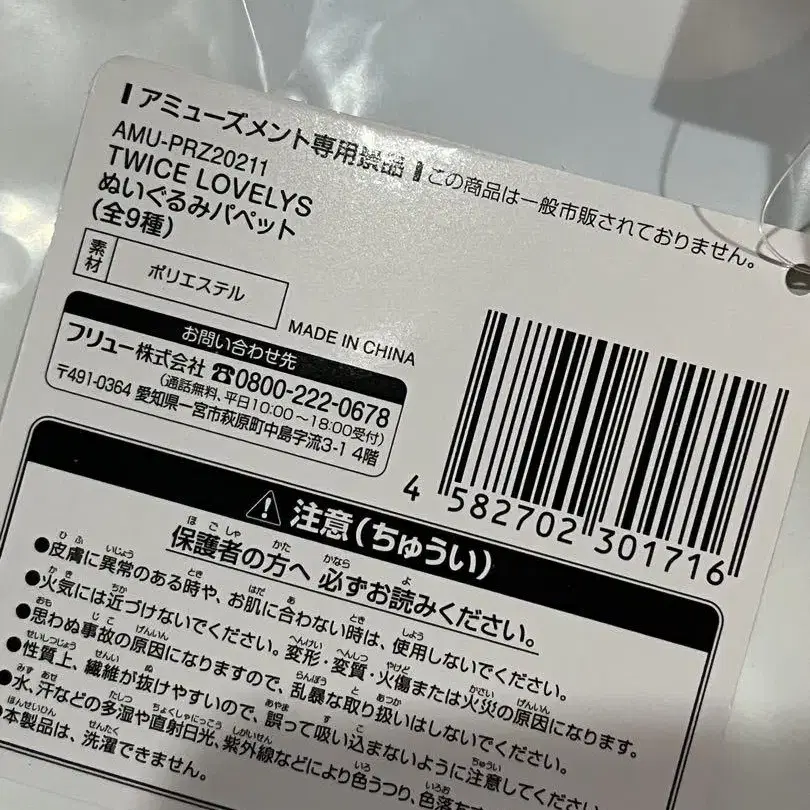 アミューズメント専用景品 この商品は一般市販されておりません。
AMU-PRZ20211
TWICE LOVELYS
ぬいぐるみパペット
(全9種)
素材 ポリエステル
MADE IN CHINA
お問い合わせ先
フリュー株式会社 ☎0800-222-0678
(通話無料、平日10:00~18:00受付)
〒491-0364 愛知県一宮市萩原町中島字流3-1 4階
4 582702 301716
⚠ 注意(ちゅうい)
保護者の方へ 必ずお読みください。
●皮膚に異常のある時や、お肌に合わない時は、使用しないでください。
●火気には近づけないでください。変形・変質・火傷または火災の原因になります。
●思わぬ事故の原因になりますので、乱暴な取り扱いはしないでください。
●性質上、繊維が抜けやすいので、誤って吸い込まないように注意してください。
●水、汗などの多湿や直射日光、紫外線などにより色うつり、色落ち
●本製品は、洗濯できません。